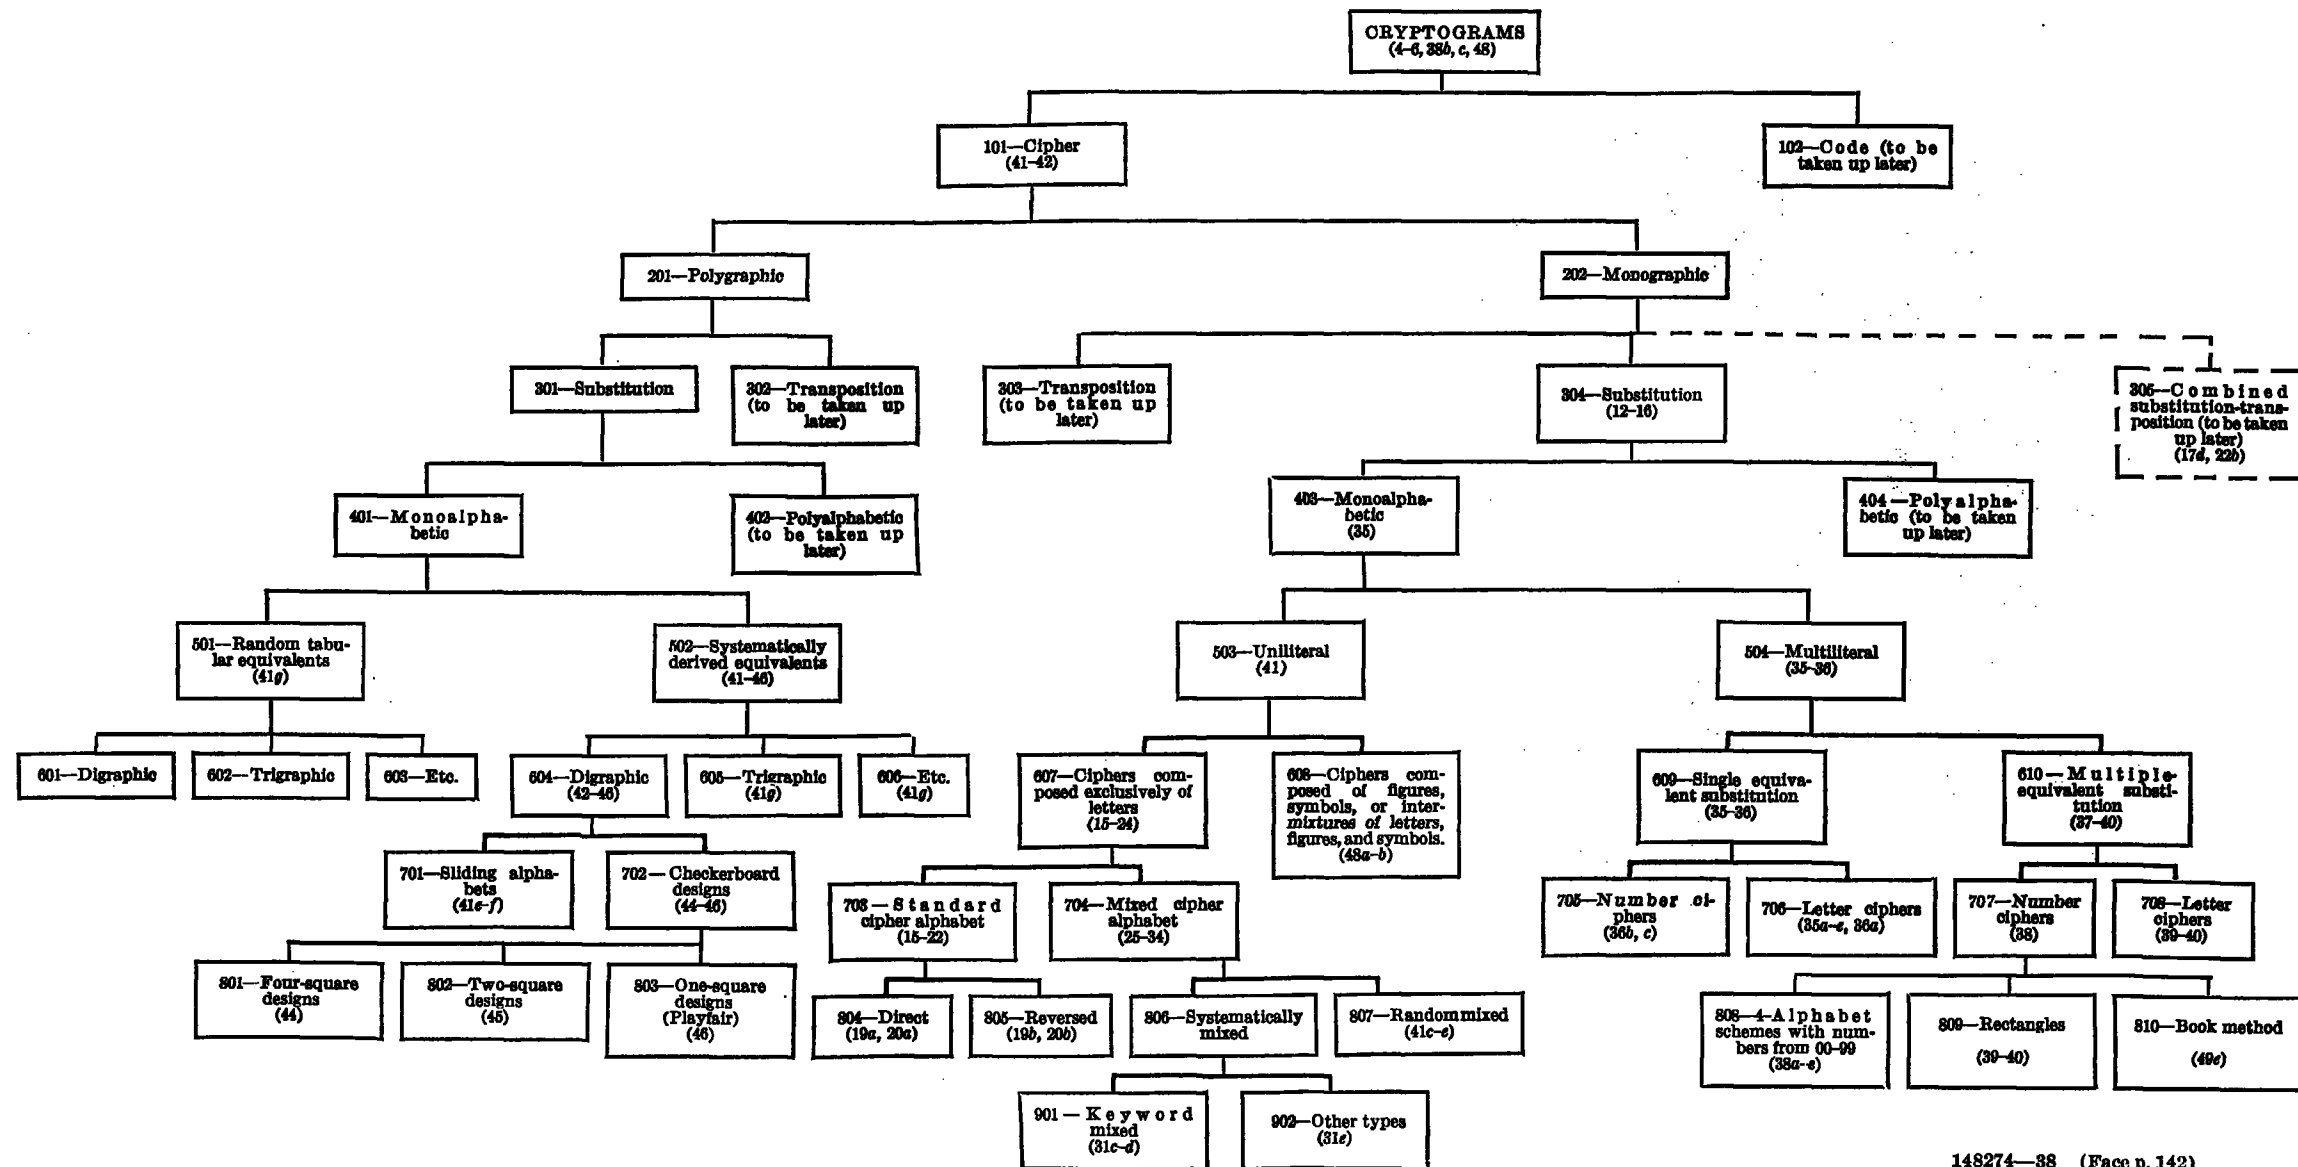 CRYPTOGRAMS
(4-6, 38b, c, 48)
101—Cipher
(41-42)
102—Code (to be
taken up later)
201—Polygraphic
202—Monographic
301—Substitution
302—Transposition
(to be taken up
later)
303—Transposition
(to be taken up
later)
304—Substitution
(12-16)
305—Combined
substitution-trans-
position (to be taken
up later)
(17d, 22b)
401—Monoalpha-
betic
402—Polyalphabetic
(to be taken up
later)
403—Monoalpha-
betic
(35)
404—Polyalpha-
betic (to be taken
up later)
501—Random tabu-
lar equivalents
(41g)
502—Systematically
derived equivalents
(41-46)
503—Uniliteral
(41)
504—Multiliteral
(35-36)
601—Digraphic
602—Trigraphic
603—Etc.
604—Digraphic
(42-46)
605—Trigraphic
(41g)
606—Etc.
(41g)
607—Ciphers com-
posed exclusively of
letters
(15-24)
608—Ciphers com-
posed of figures,
symbols, or inter-
mixtures of letters,
figures, and symbols.
(48a-b)
609—Single equiva-
lent substitution
(35-36)
610—Multiple-
equivalent substi-
tution
(37-40)
701—Sliding alpha-
bets
(41e-f)
702—Checkerboard
designs
(44-46)
703—Standard
cipher alphabet
(15-22)
704—Mixed cipher
alphabet
(25-34)
705—Number ci-
phers
(36b, c)
706—Letter ciphers
(35a-e, 36a)
707—Number
ciphers
(38)
708—Letter
ciphers
(39-40)
801—Four-square
designs
(44)
802—Two-square
designs
(45)
803—One-square
designs
(Playfair)
(46)
804—Direct
(19a, 20a)
805—Reversed
(19b, 20b)
806—Systematically
mixed
807—Random mixed
(41c-e)
808—4-Alphabet
schemes with num-
bers from 00-99
(38a-e)
809—Rectangles
(39-40)
810—Book method
(49e)
901—Keyword
mixed
(31c-d)
902—Other types
(31e)
148274—38 (Face p. 142)